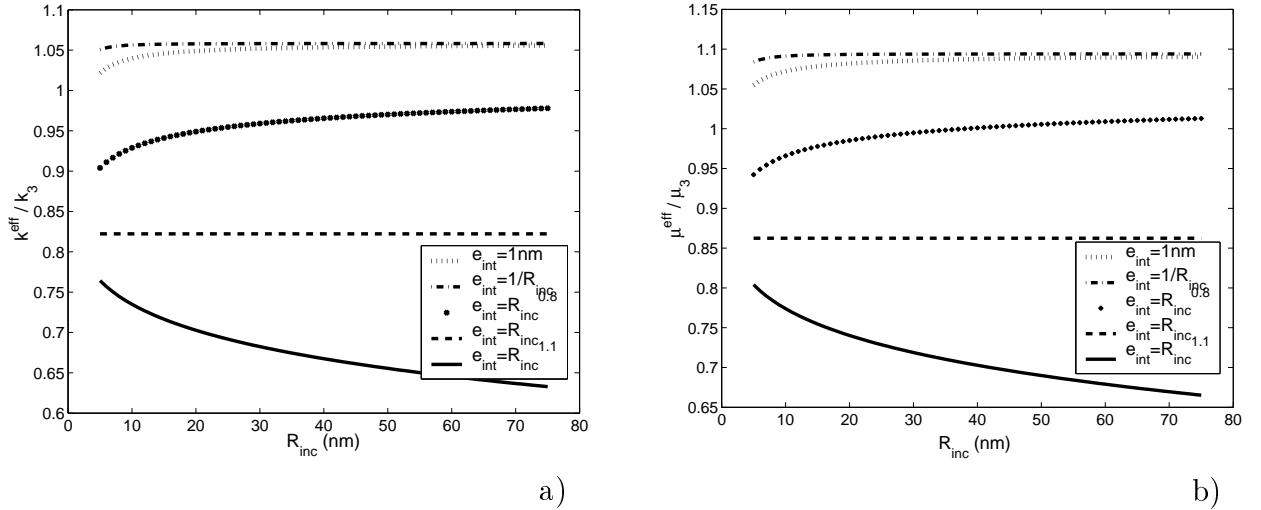 1.1
1.05
1
0.95
0.9
0.85
0.8
0.75
0.7
0.65
0.6
k^eff / k_3
0 10 20 30 40 50 60 70 80
R_inc (nm)
e_int=1nm
e_int=1/R_inc
e_int=R_inc^0.8
e_int=R_inc
e_int=R_inc^1.1
a)
1.15
1.1
1.05
1
0.95
0.9
0.85
0.8
0.75
0.7
0.65
μ^eff / μ_3
0 10 20 30 40 50 60 70 80
R_inc (nm)
e_int=1nm
e_int=1/R_inc
e_int=R_inc^0.8
e_int=R_inc
e_int=R_inc^1.1
b)